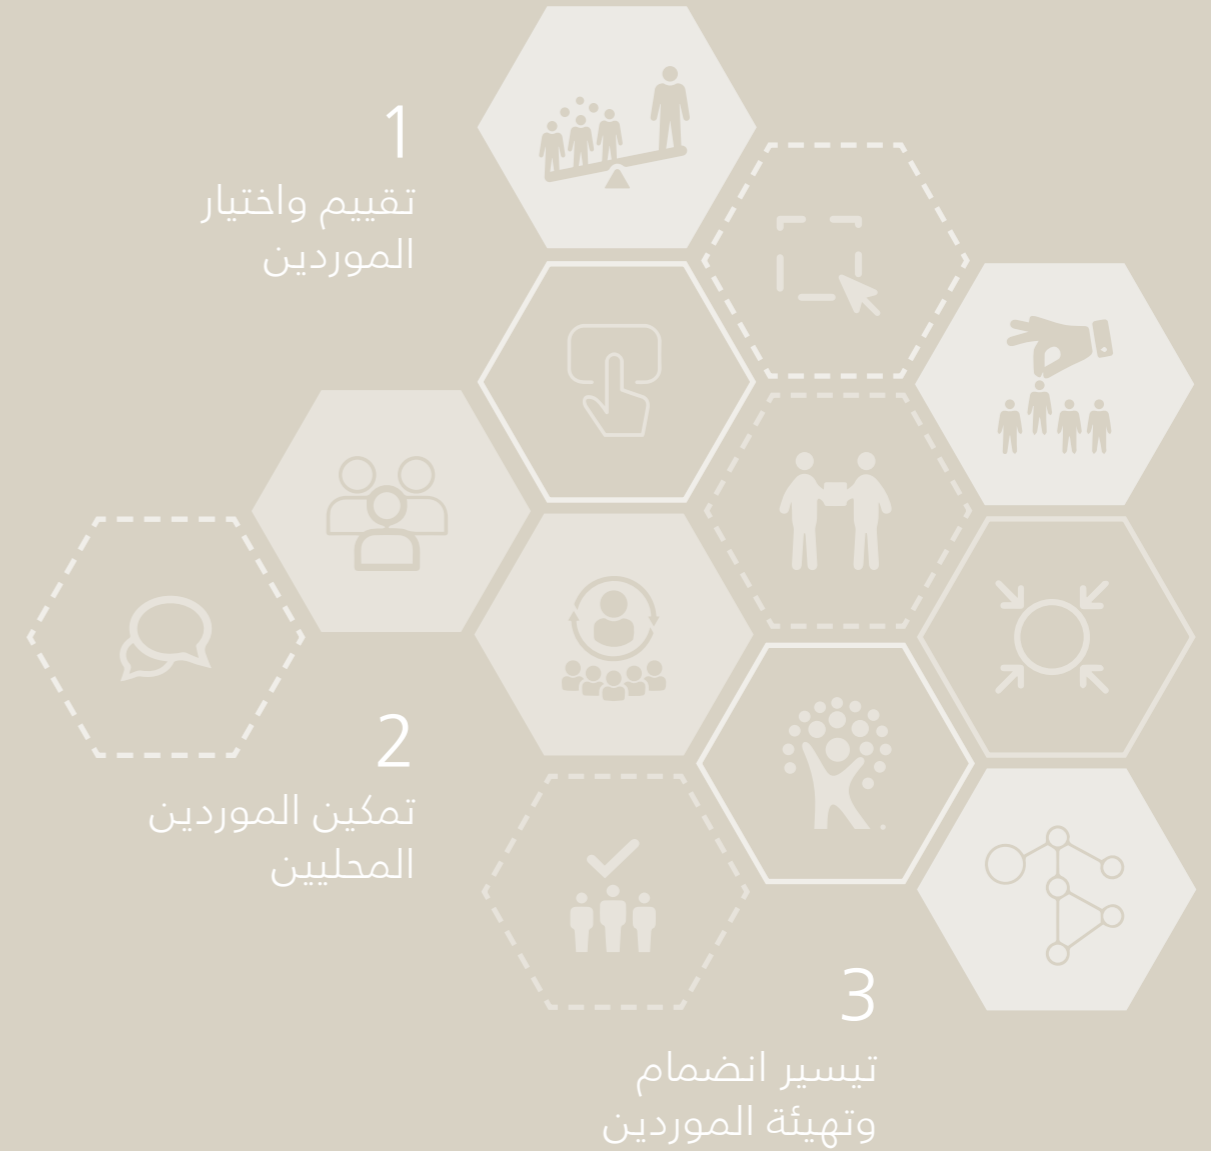 1
تقييم واختيار
الموردين
2
تمكين الموردين
المحليين
3
تيسير انضمام
وتهيئة الموردين